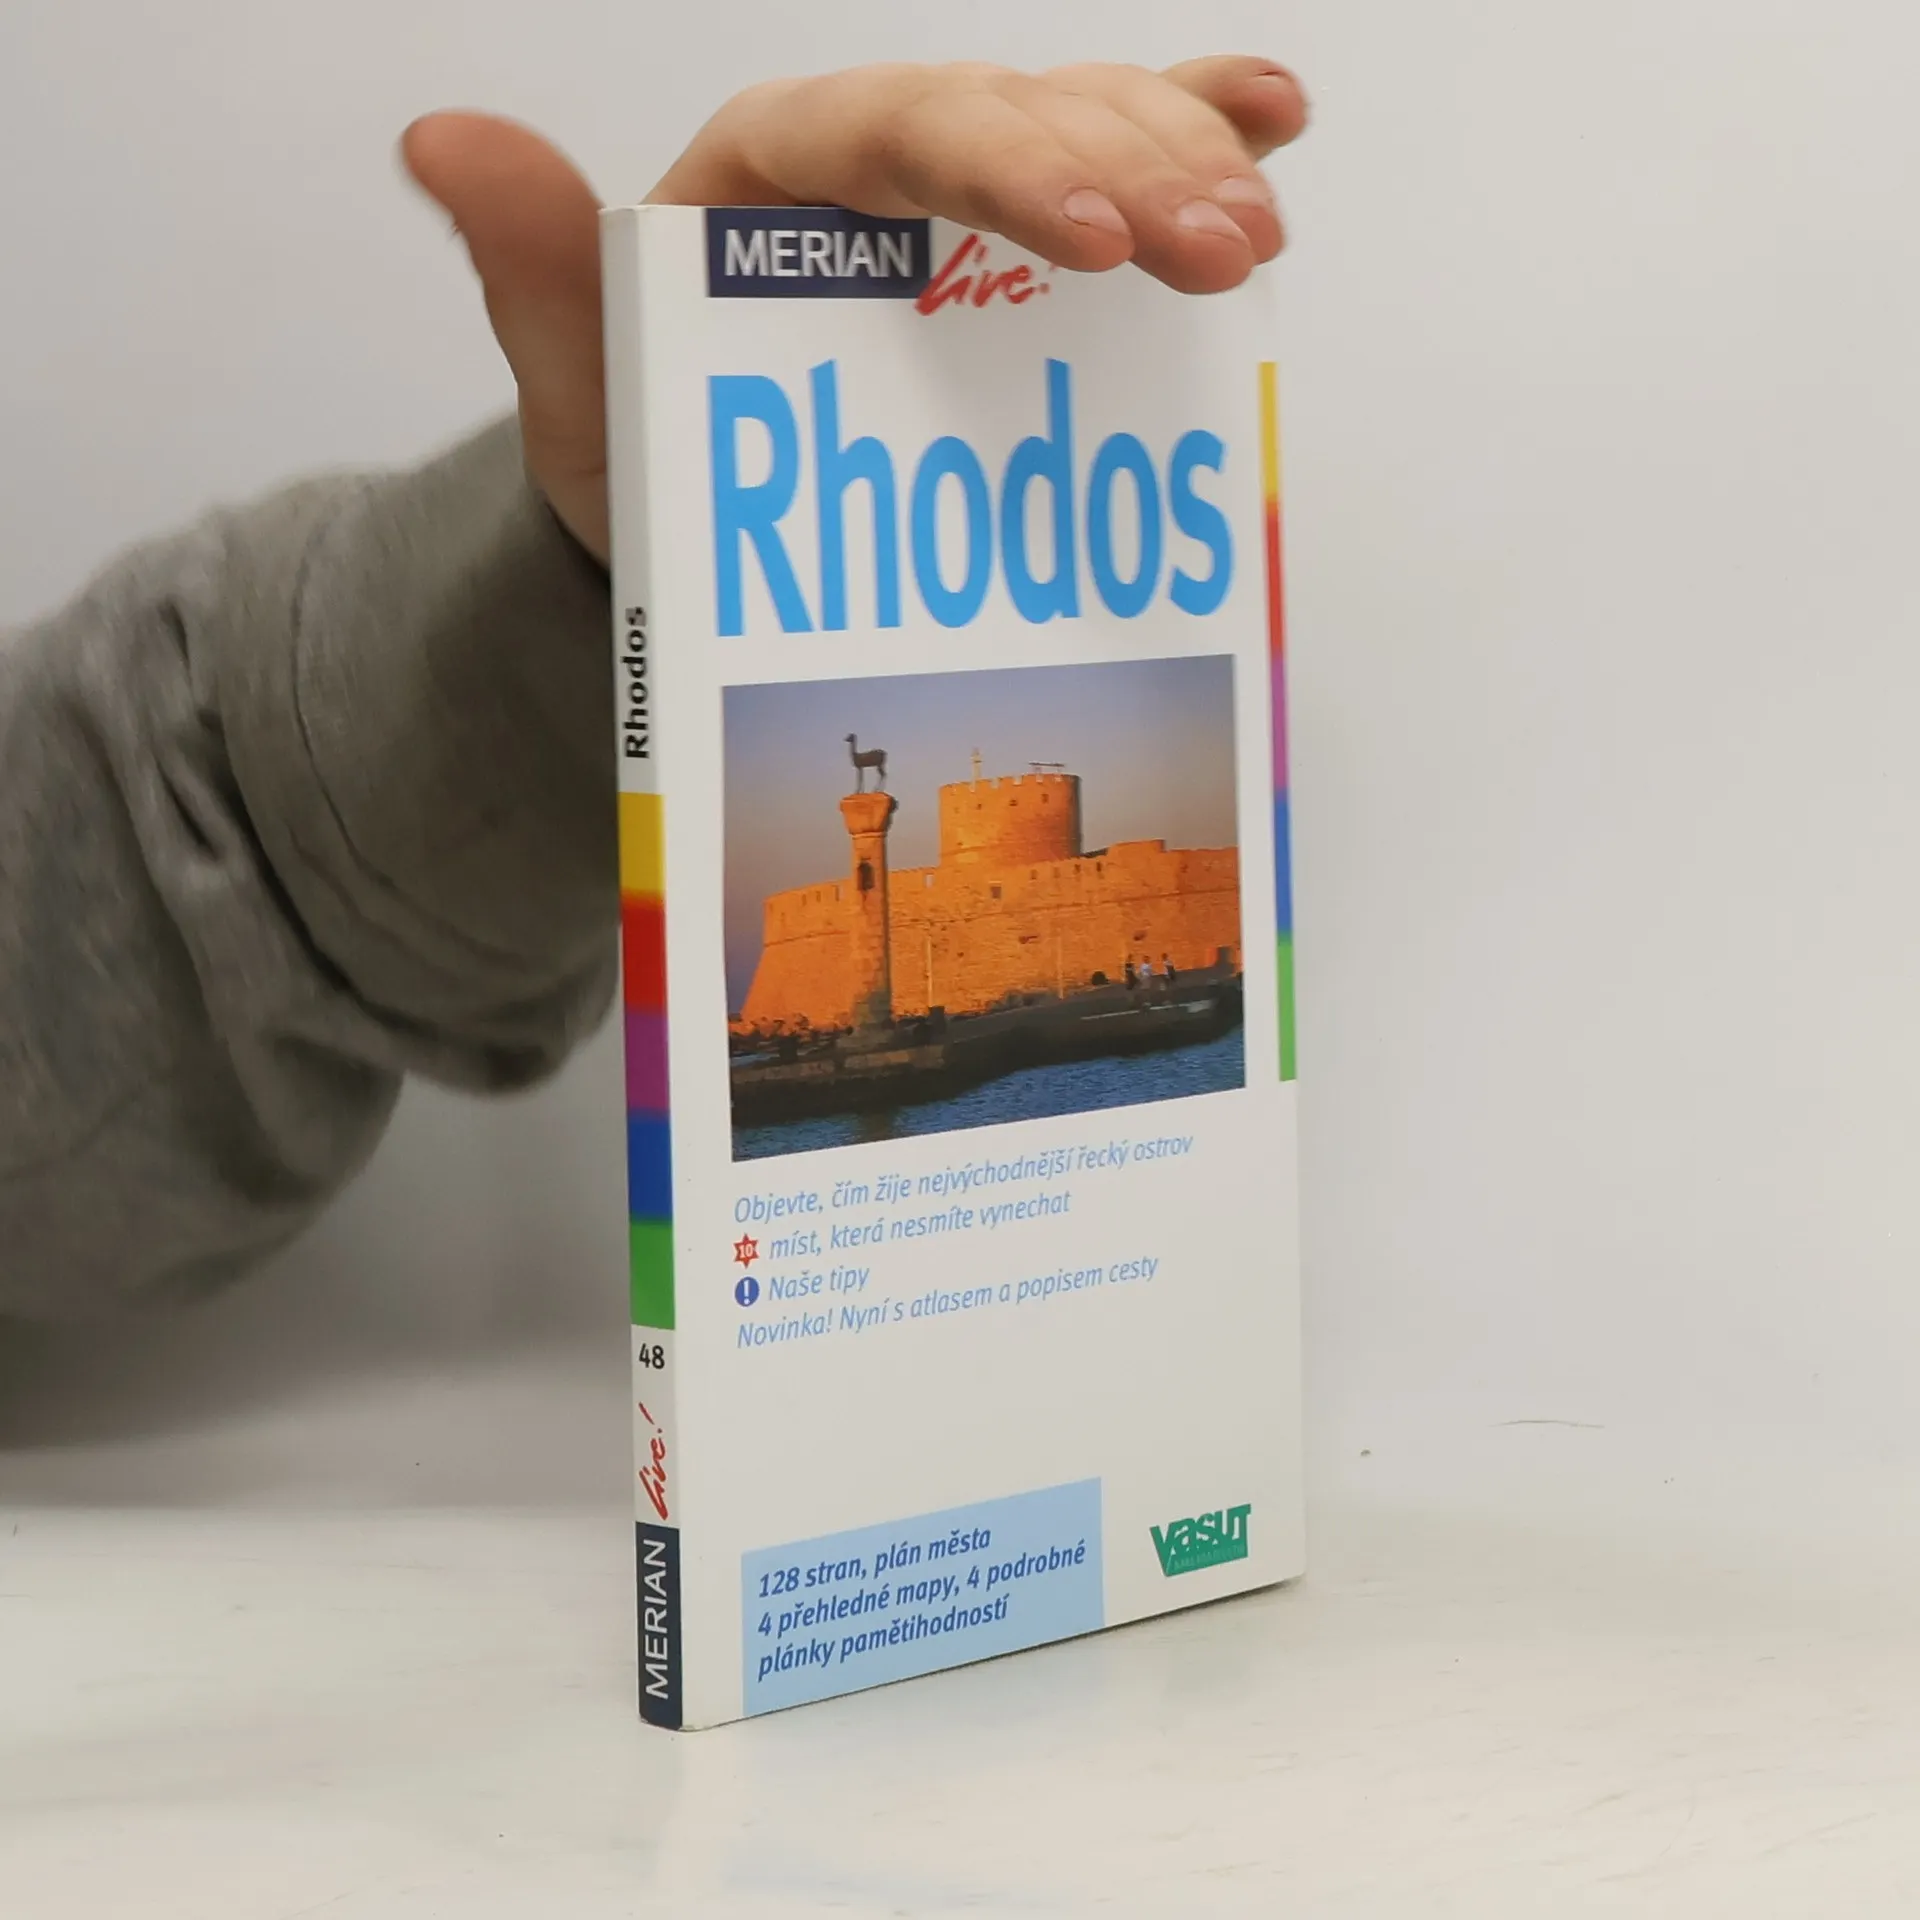 MERIAN live!
Rhodos
Objevte, čím žije nejvýchodnější řecký ostrov
10 míst, která nesmíte vynechat
! Naše tipy
Novinka! Nyní s atlasem a popisem cesty
128 stran, plán města
4 přehledné mapy, 4 podrobné
plánky pamětihodností
vasut
Rhodos
48
live!
MERIAN